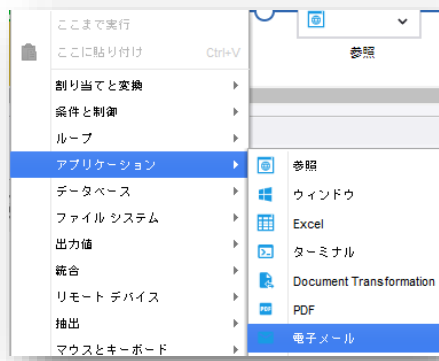 ここまで実行
ここに貼り付け Ctrl+V
参照
割り当てと変換
条件と制御
ループ
アプリケーション
データベース
ファイル システム
出力値
統合
リモート デバイス
抽出
マウスとキーボード
参照
ウィンドウ
Excel
ターミナル
Document Transformation
PDF
電子メール